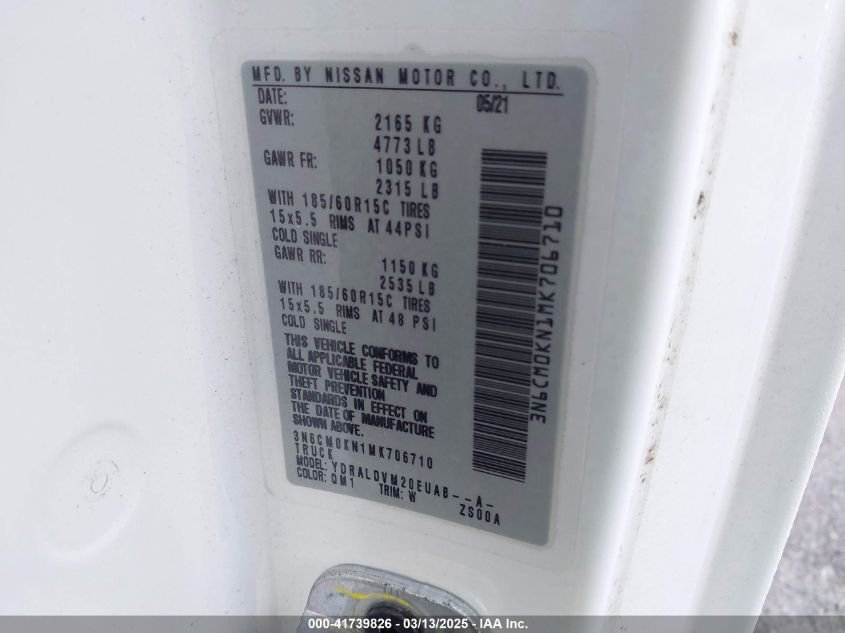 MFD. BY NISSAN MOTOR CO., LTD.
DATE: 05/21
GVWR: 2165 KG
4773 LB
GAWR FR: 1050 KG
2315 LB
WITH 185/60R15C TIRES
15x5.5 RIMS AT 44PSI
COLD SINGLE
GAWR RR: 1150 KG
2535 LB
WITH 185/60R15C TIRES
15x5.5 RIMS AT 48 PSI
COLD SINGLE
THIS VEHICLE CONFORMS TO
ALL APPLICABLE FEDERAL
MOTOR VEHICLE SAFETY AND
THEFT PREVENTION
STANDARDS IN EFFECT ON
THE DATE OF MANUFACTURE
SHOWN ABOVE.
3N6CM0KN1MK706710
TRUCK
MODEL: YDRALDVM20EUAB--A-
COLOR: QM1 TRIM: W ZS00A
3N6CM0KN1MK706710
000-41739826 - 03/13/2025 - IAA Inc.